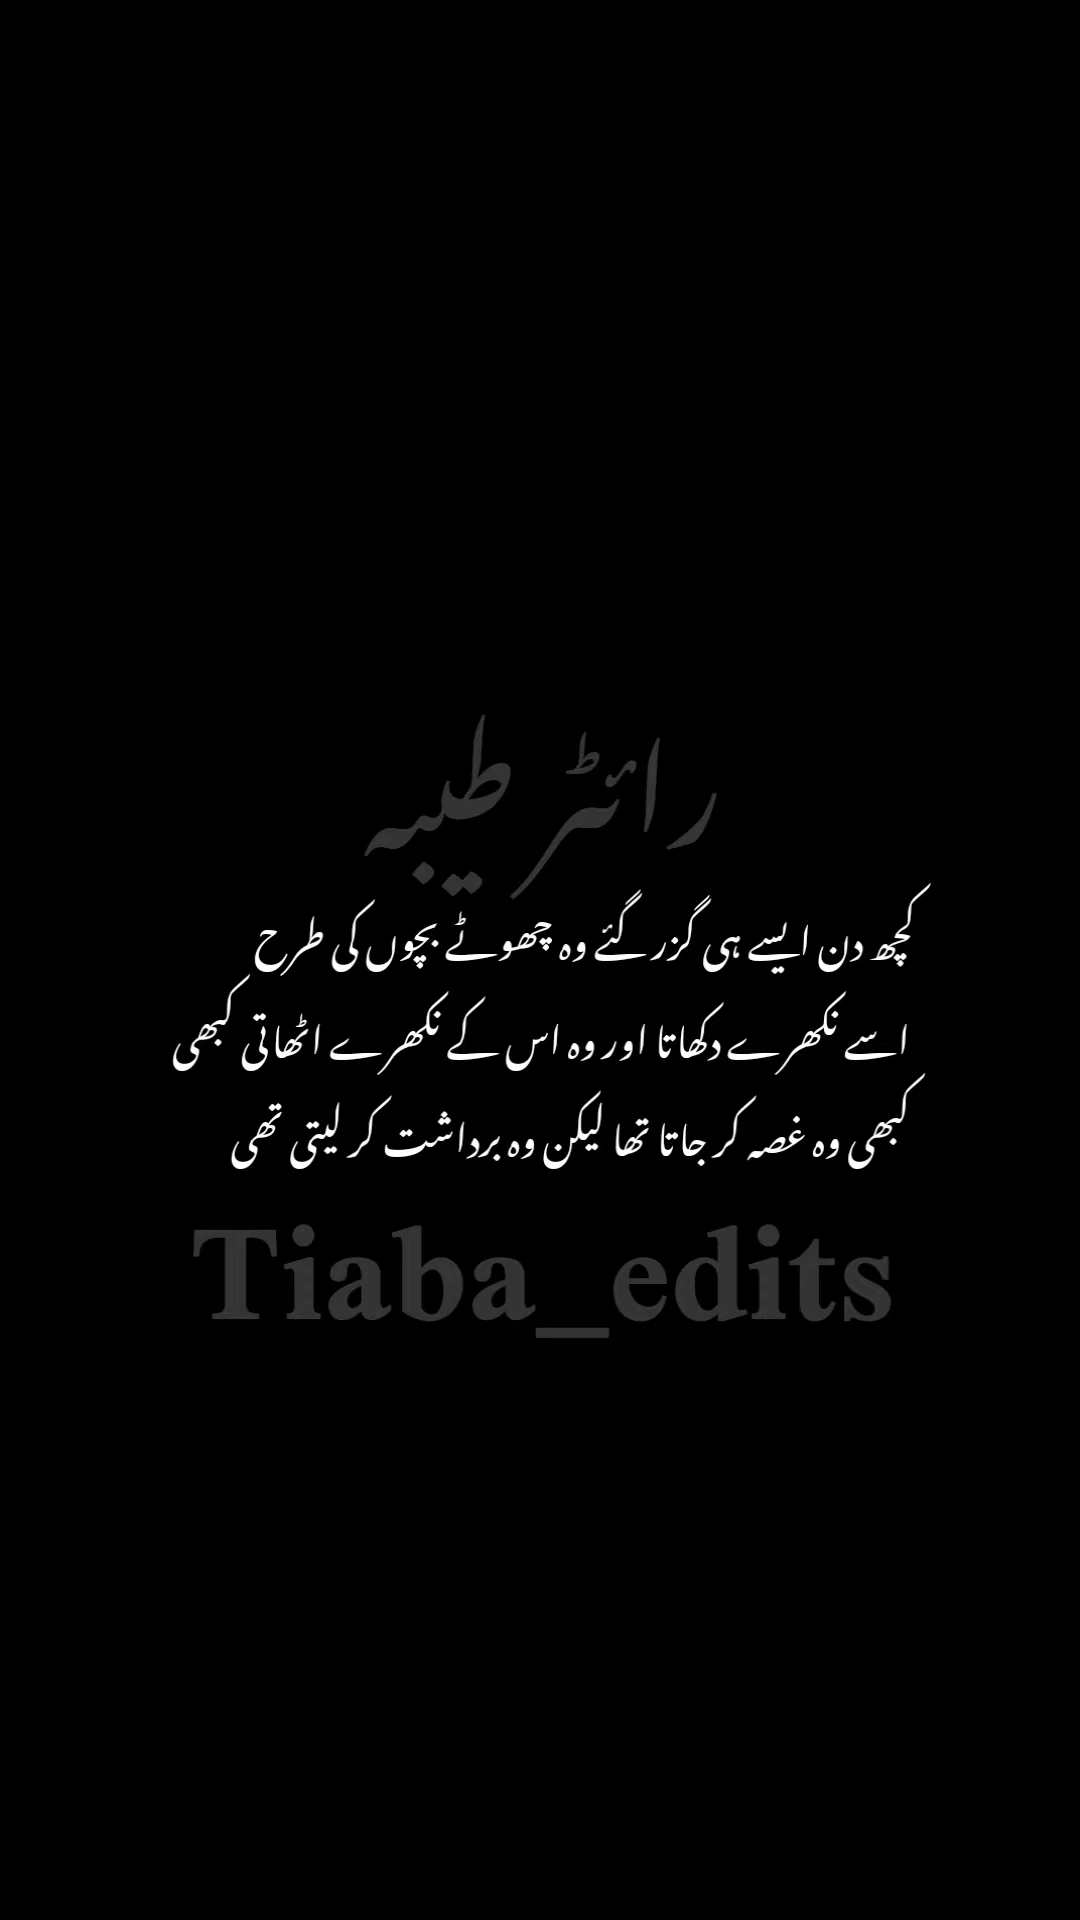 رائٹر طیبہ
کچھ دن ایسے ہی گزر گئے وہ چھوٹے بچوں کی طرح
اسے نکھرے دکھاتا اور وہ اس کے نکھرے اٹھاتی کبھی
کبھی وہ غصہ کر جاتا تھا لیکن وہ برداشت کر لیتی تھی
Tiaba_edits